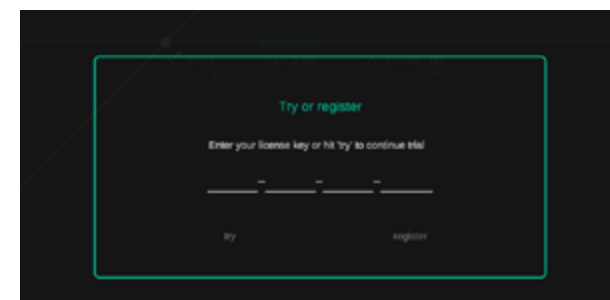 Try or register
Enter your license key or hit 'try' to continue trial
try register